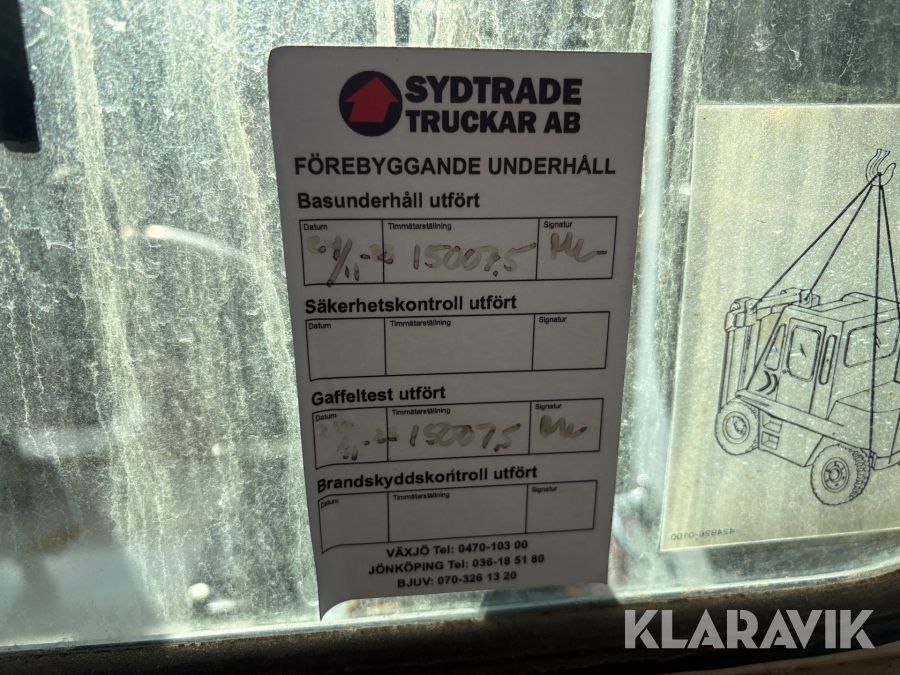 SYDTRADE
TRUCKAR AB
FÖREBYGGANDE UNDERHÅLL
Basunderhåll utfört
Datum Timmätarställning Signatur
15007,5
Säkerhetskontroll utfört
Datum Timmätarställning Signatur
Gaffeltest utfört
Datum Timmätarställning Signatur
15007,5
Brandskyddskontroll utfört
Datum Timmätarställning Signatur
VÄXJÖ Tel: 0470-103 00
JÖNKÖPING Tel: 036-18 51 80
BJUV: 070-326 13 20
KLARAVIK